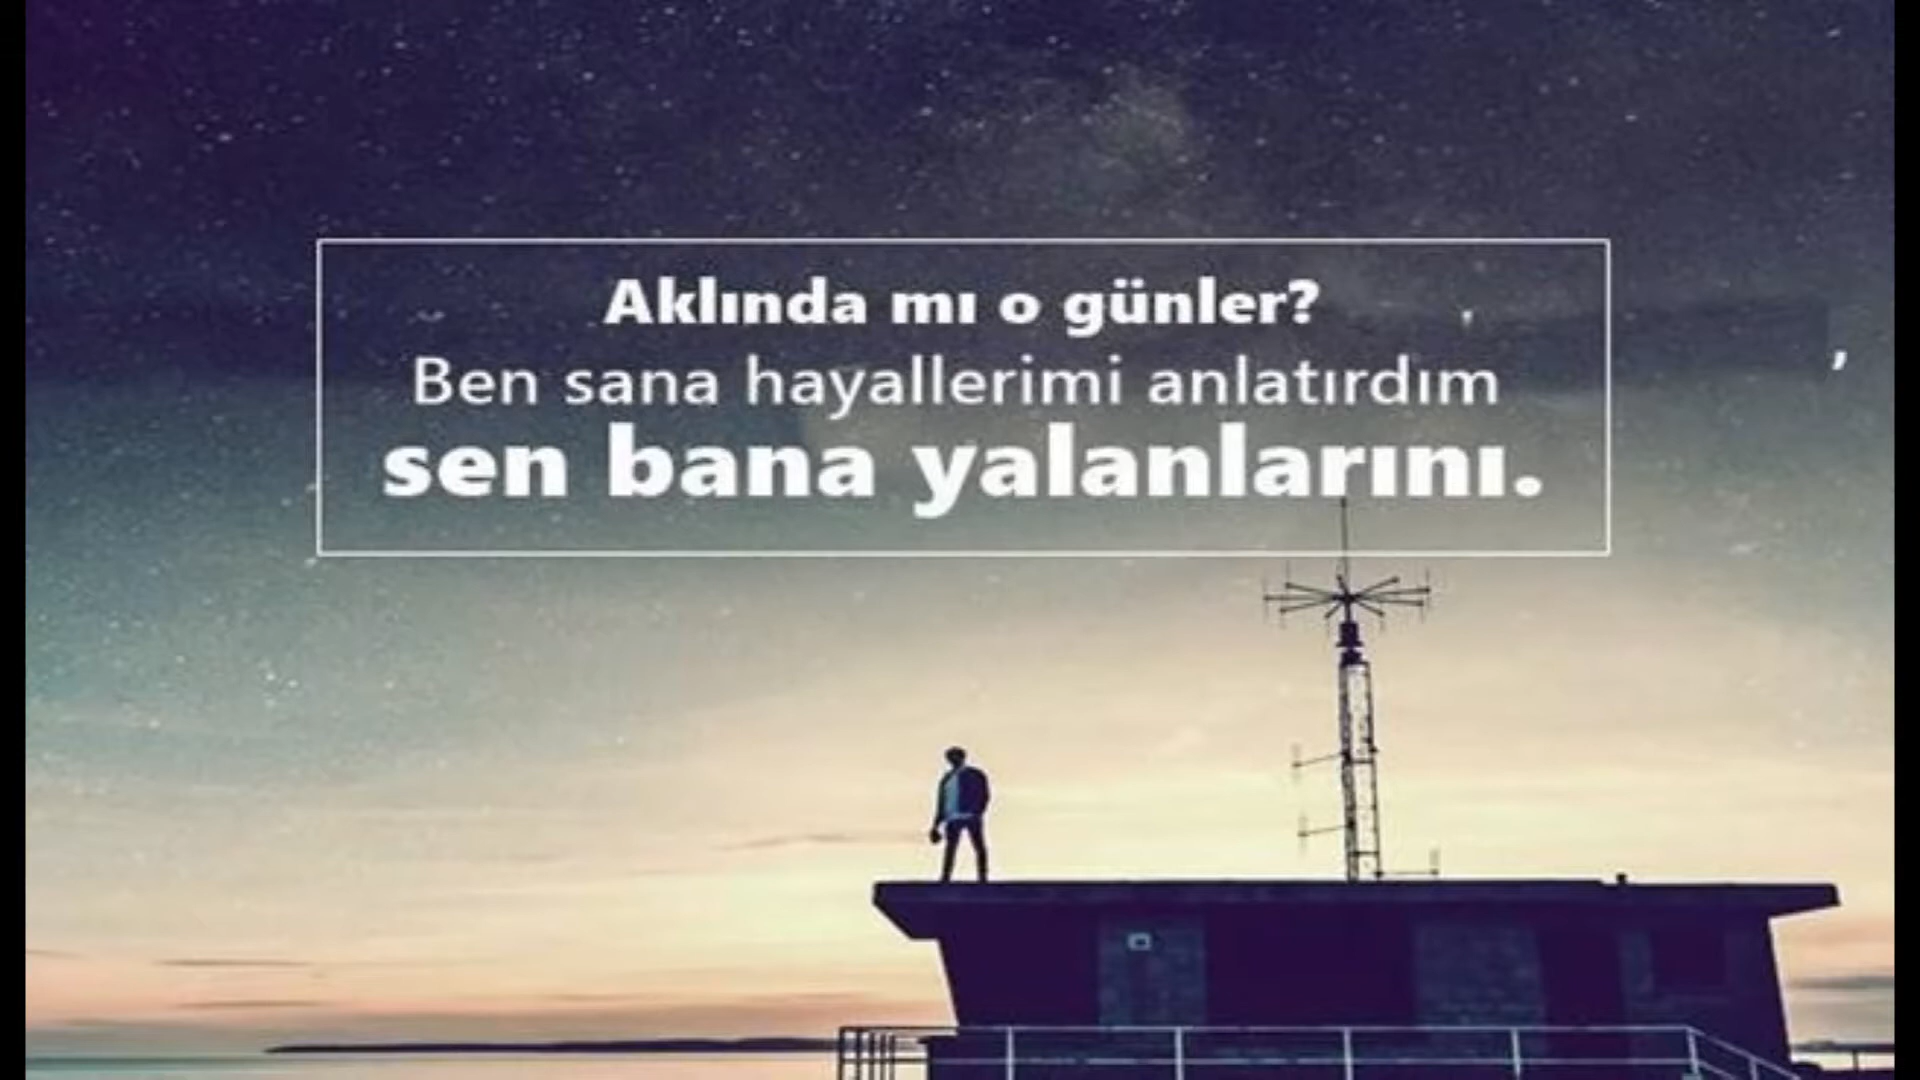 Aklında mı o günler?
Ben sana hayallerimi anlatırdım
sen bana yalanlarını.